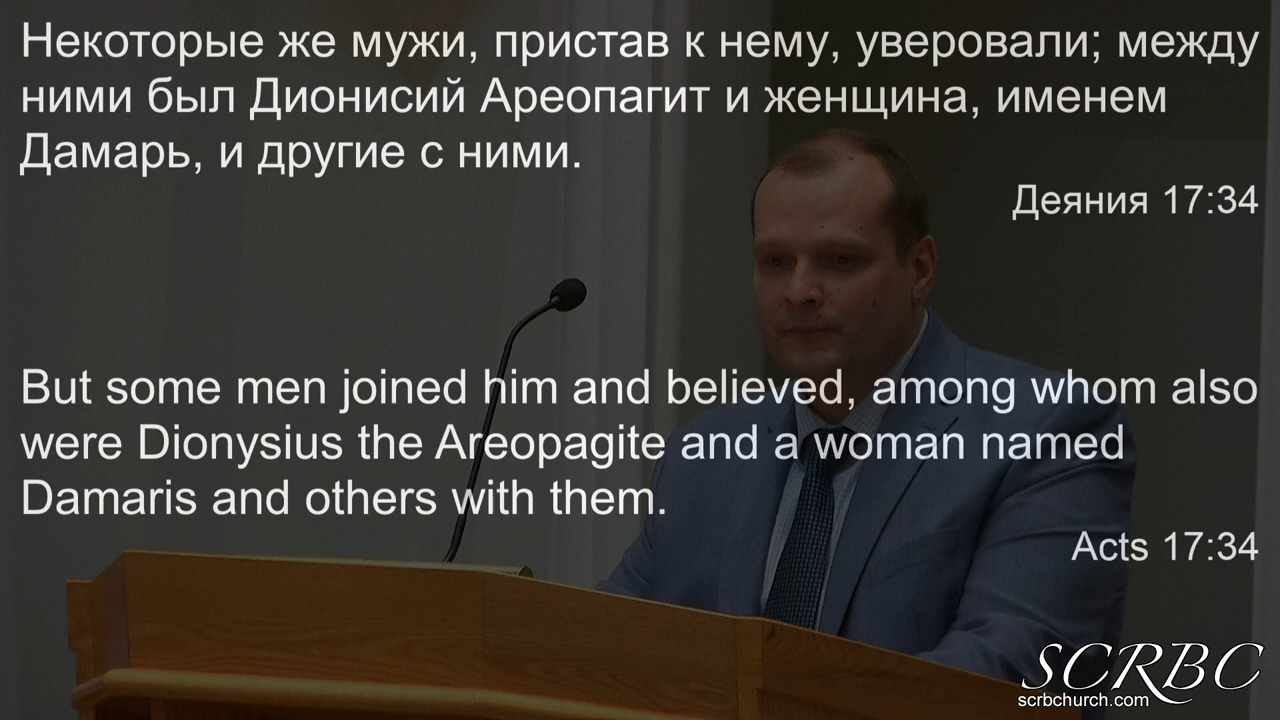 Некоторые же мужи, пристав к нему, уверовали; между
ними был Дионисий Ареопагит и женщина, именем
Дамарь, и другие с ними.
Деяния 17:34
But some men joined him and believed, among whom also
were Dionysius the Areopagite and a woman named
Damaris and others with them.
Acts 17:34
SCRBC
scrbchurch.com